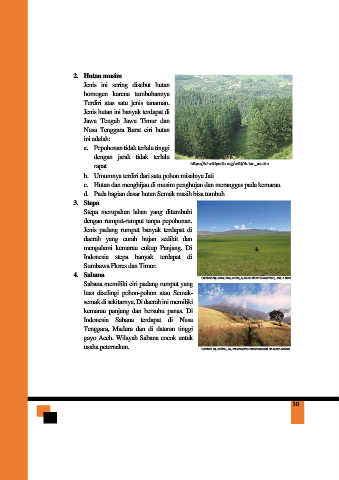 2. Hutan musim
Jenis ini sering disebut hutan
homogen karena tumbuhannya
Terdiri atas satu jenis tanaman.
Jenis hutan ini banyak terdapat di
Jawa Tengah Jawa Timur dan
Nusa Tenggara Barat ciri hutan
ini adalah:
a. Pepohonan tidak terlalu tinggi
dengan jarak tidak terlalu
rapat
b. Umumnya terdiri dari satu pohon misalnya Jati
c. Hutan dan menghijau di musim penghujan dan meranggas pada kemarau.
d. Pada bagian dasar hutan Semak masih bisa tumbuh
3. Stepa
Stepa merupakan lahan yang ditumbuhi
dengan rumput-rumput tanpa pepohonan.
Jenis padang rumput banyak terdapat di
daerah yang curah hujan sedikit dan
mengalami kemarau cukup Panjang. Di
Indonesia stepa banyak terdapat di
Sumbawa Flores dan Timur.
4. Sabana
Sabana memiliki ciri padang rumput yang
luas diselingi pohon-pohon atau Semak-
semak di sekitarnya. Di daerah ini memiliki
kemarau panjang dan bersuhu panas. Di
Indonesia Sabana terdapat di Nusa
Tenggara, Madura dan di dataran tinggi
gayo Aceh. Wilayah Sabana cocok untuk
usaha peternakan.